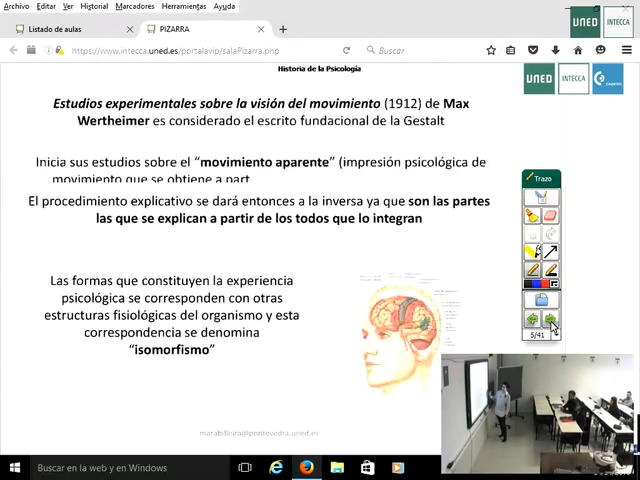 Archivo Editar Ver Historial Marcadores Herramientas Ayuda
Listado de aulas
PIZARRA
https://www.intecca.uned.es/portalavip/salaPizarra.php
Buscar
UNED
INTECCA
Historia de la Psicología
UNED
INTECCA
Estudios experimentales sobre la visión del movimiento (1912) de Max
Wertheimer es considerado el escrito fundacional de la Gestalt
Inicia sus estudios sobre el “movimiento aparente” (impresión psicológica de
movimiento que se obtiene a part
El procedimiento explicativo se dará entonces a la inversa ya que son las partes
las que se explican a partir de los todos que lo integran
Trazo
Las formas que constituyen la experiencia
psicológica se corresponden con otras
estructuras fisiológicas del organismo y esta
correspondencia se denomina
“isomorfismo”
5/41
marabilleira@pontevedra.uned.es
Buscar en la web y en Windows